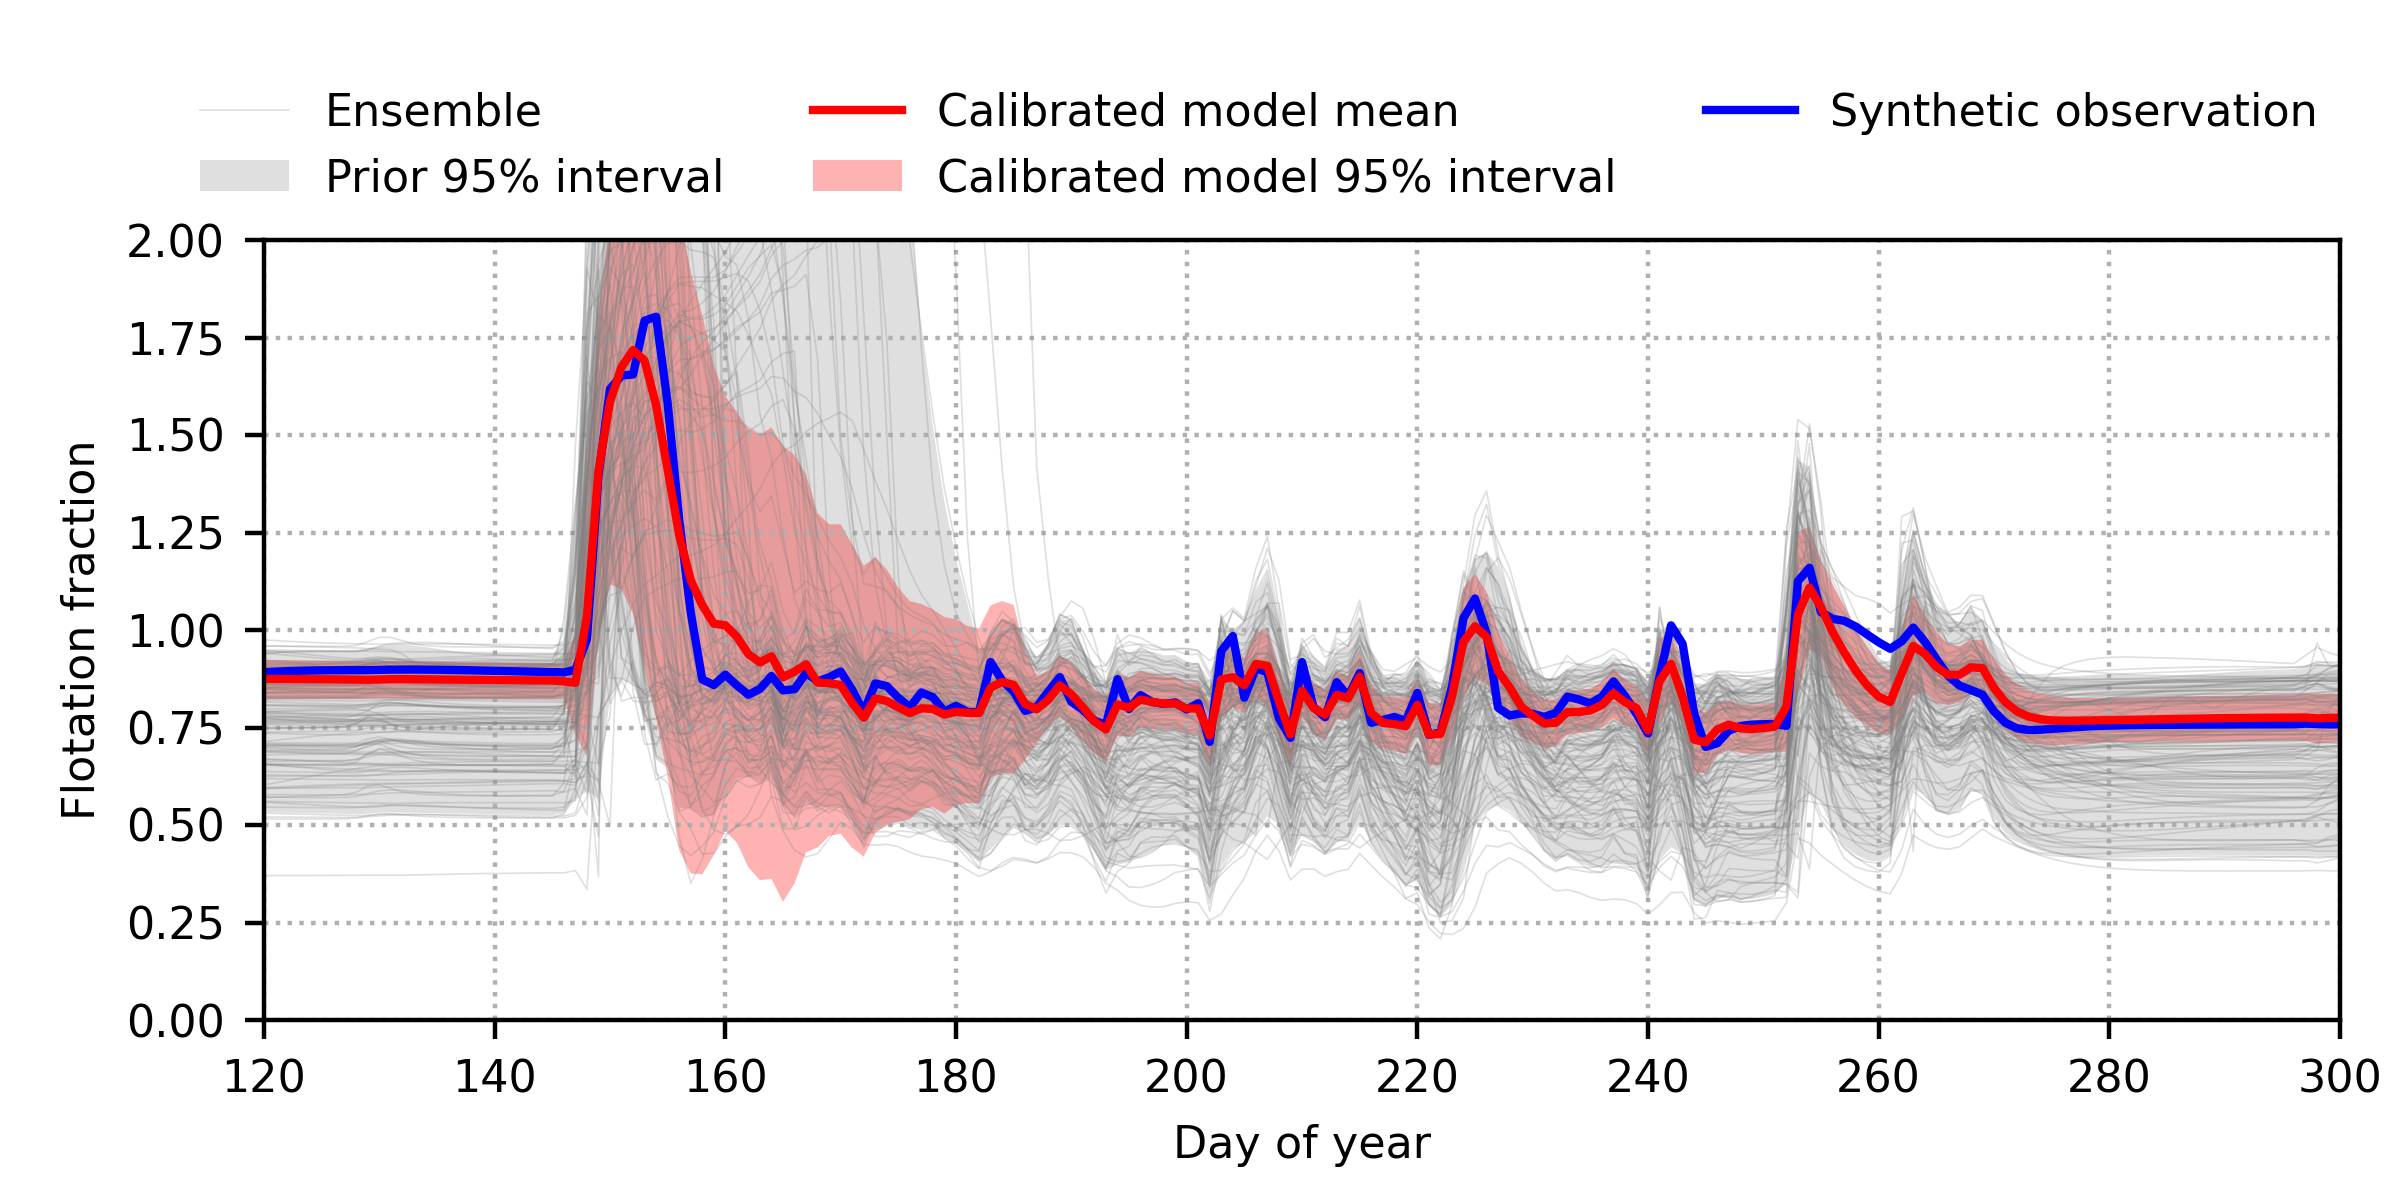 Ensemble
Calibrated model mean
Synthetic observation
Prior 95% interval
Calibrated model 95% interval
2.00
1.75
1.50
1.25
1.00
0.75
0.50
0.25
0.00
Flotation fraction
120 140 160 180 200 220 240 260 280 300
Day of year